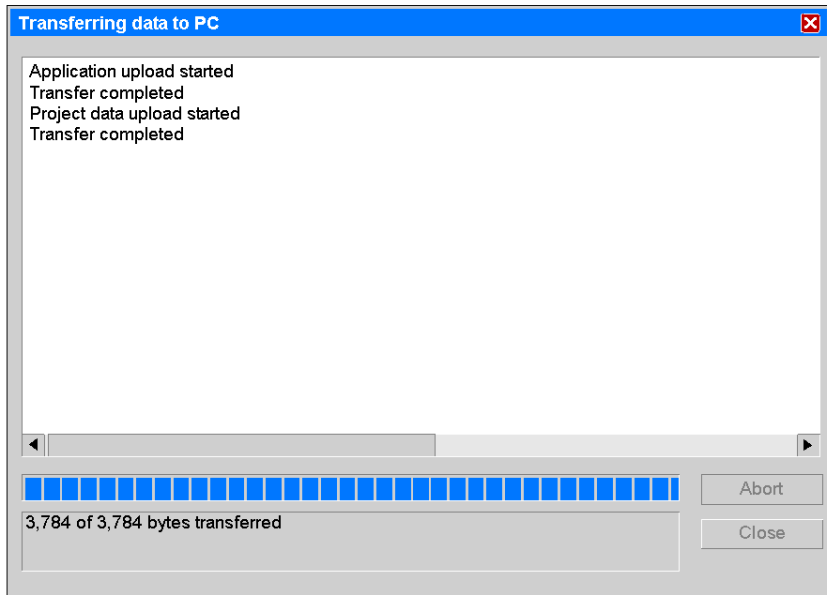 Transferring data to PC
Application upload started
Transfer completed
Project data upload started
Transfer completed
Abort
3,784 of 3,784 bytes transferred
Close